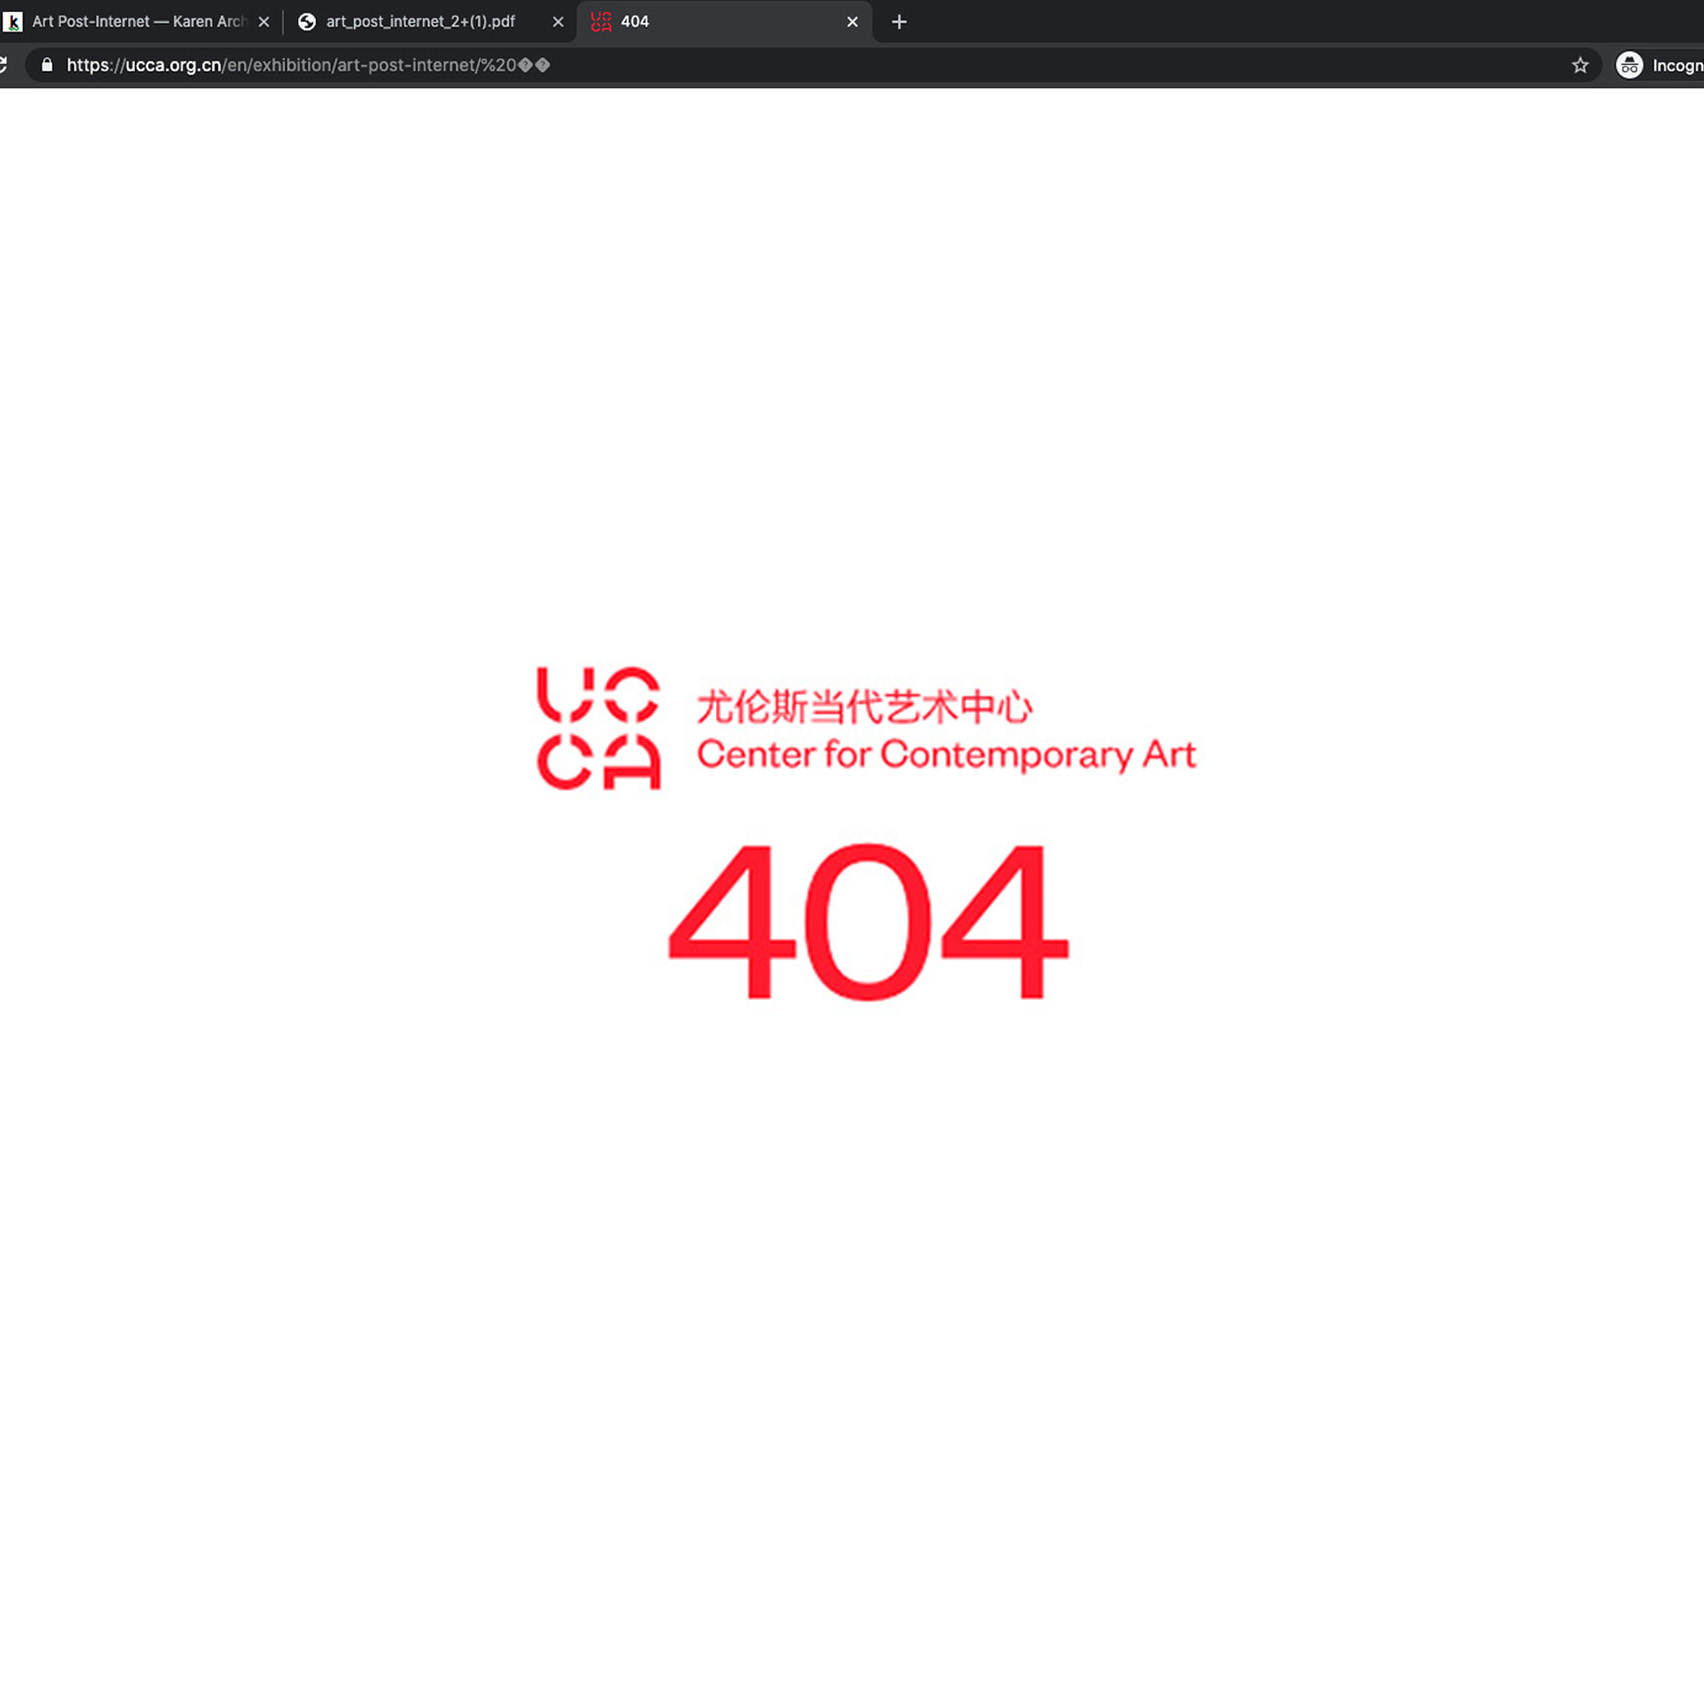 Art Post-Internet — Karen Arch
art_post_internet_2+(1).pdf
404
https://ucca.org.cn/en/exhibition/art-post-internet/%20��
Incogn
UC
CA
尤伦斯当代艺术中心
Center for Contemporary Art
404